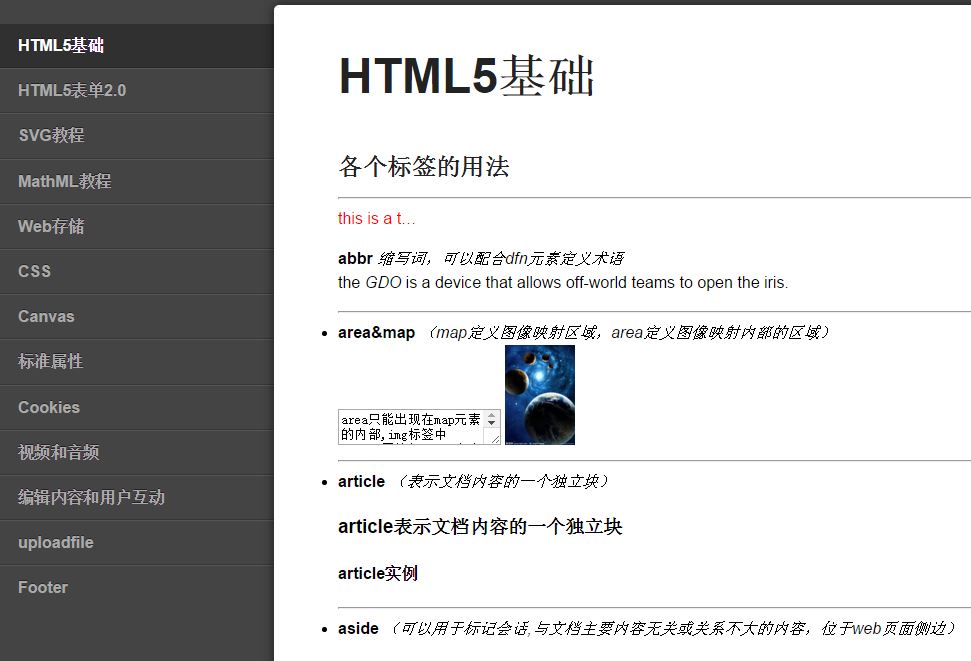 HTML5基础
HTML5表单2.0
SVG教程
MathML教程
Web存储
CSS
Canvas
标准属性
Cookies
视频和音频
编辑内容和用户互动
uploadfile
Footer
HTML5基础
各个标签的用法
this is a t…
abbr 缩写词，可以配合dfn元素定义术语
the GDO is a device that allows off-world teams to open the iris.
area&map （map定义图像映射区域，area定义图像映射内部的区域）
area只能出现在map元素
的内部,img标签中
article （表示文档内容的一个独立块）
article表示文档内容的一个独立块
article实例
aside （可以用于标记会话,与文档主要内容无关或关系不大的内容，位于web页面侧边）